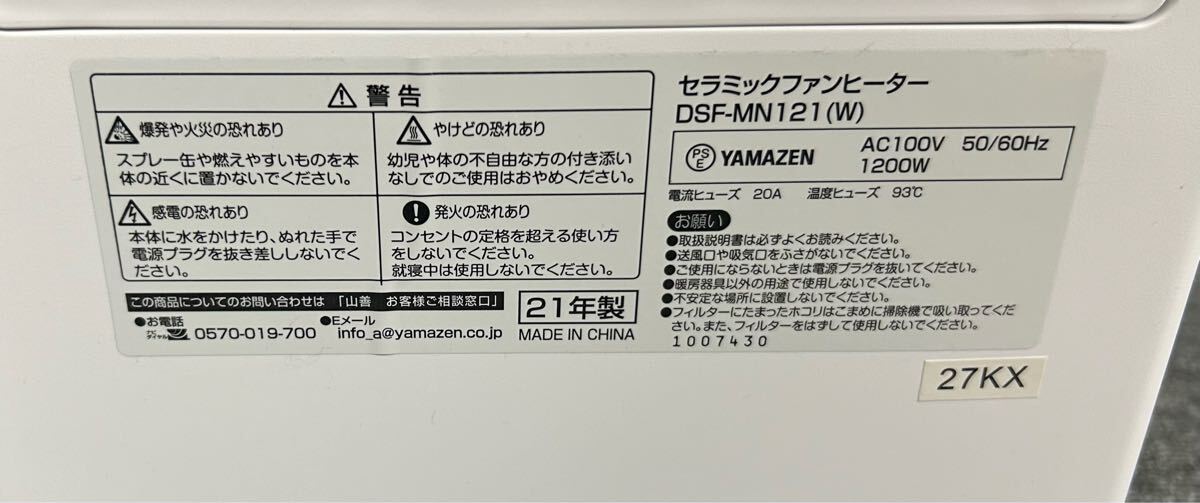 ⚠ 警告
爆発や火災の恐れあり
スプレー缶や燃えやすいものを本
体の近くに置かないでください。
やけどの恐れあり
幼児や体の不自由な方の付き添い
なしでのご使用はおやめください。
感電の恐れあり
本体に水をかけたり、ぬれた手で
電源プラグを抜き差ししないでく
ださい。
発火の恐れあり
コンセントの定格を超える使い方
をしないでください。
就寝中は使用しないでください。
この商品についてのお問い合わせは 「山善 お客様ご相談窓口」
●お電話
ナビダイヤル 0570-019-700
●Eメール
info_a@yamazen.co.jp
21年製
MADE IN CHINA
セラミックファンヒーター
DSF-MN121(W)
PSE YAMAZEN
AC100V 50/60Hz
1200W
電流ヒューズ 20A 温度ヒューズ 93℃
お願い
●取扱説明書は必ずよくお読みください。
●送風口や吸気口をふさがないでください。
●ご使用にならないときは電源プラグを抜いてください。
●暖房器具以外の用途で使用しないでください。
●不安定な場所に設置しないでください。
●フィルターにたまったホコリはこまめに掃除機で吸い取ってくだ
さい。また、フィルターをはずして使用しないでください。
1007430
27KX